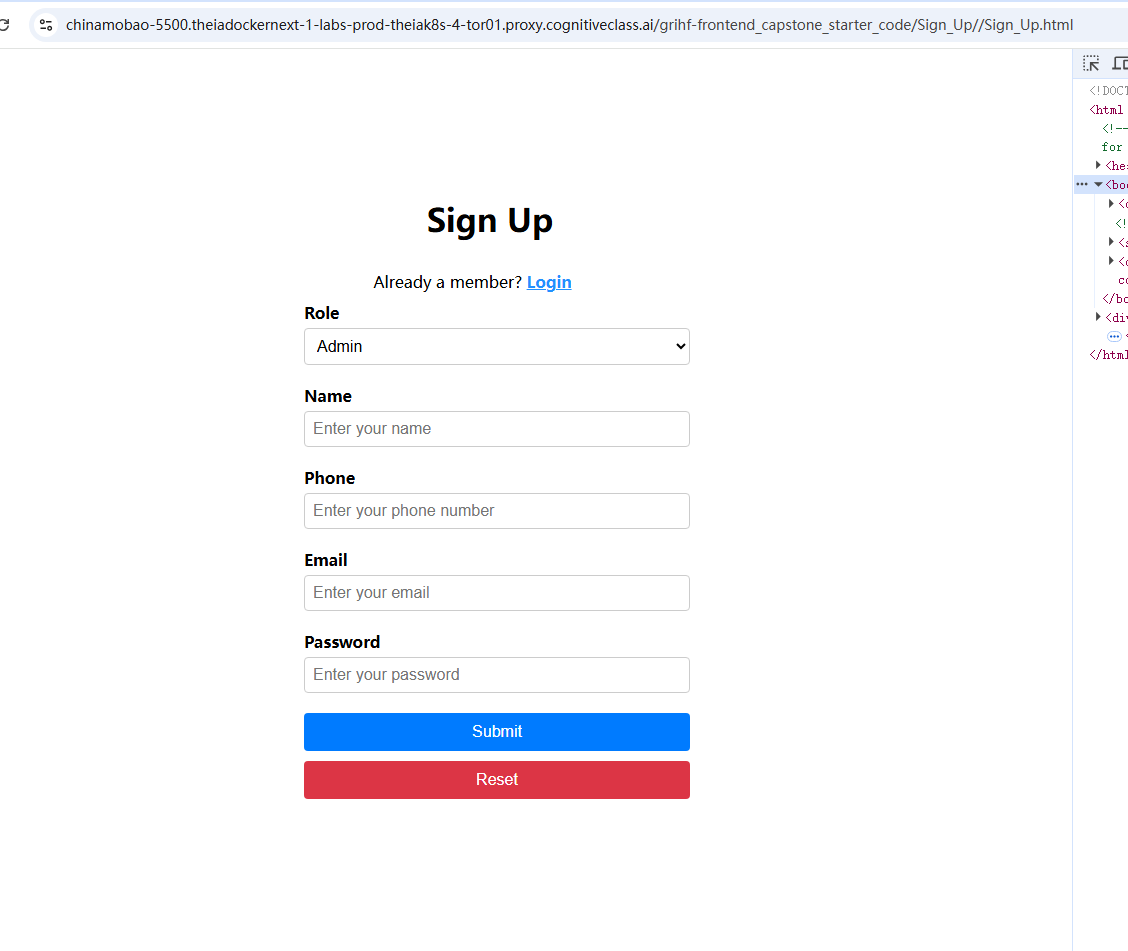 chinamobao-5500.theiadockernext-1-labs-prod-theiak8s-4-tor01.proxy.cognitiveclass.ai/grihf-frontend_capstone_starter_code/Sign_Up//Sign_Up.html
<!DOCT
<html
<!--
for
<he
<boo
<!
</bo
<div
</html
Sign Up
Already a member? Login
Role
Admin
Name
Enter your name
Phone
Enter your phone number
Email
Enter your email
Password
Enter your password
Submit
Reset